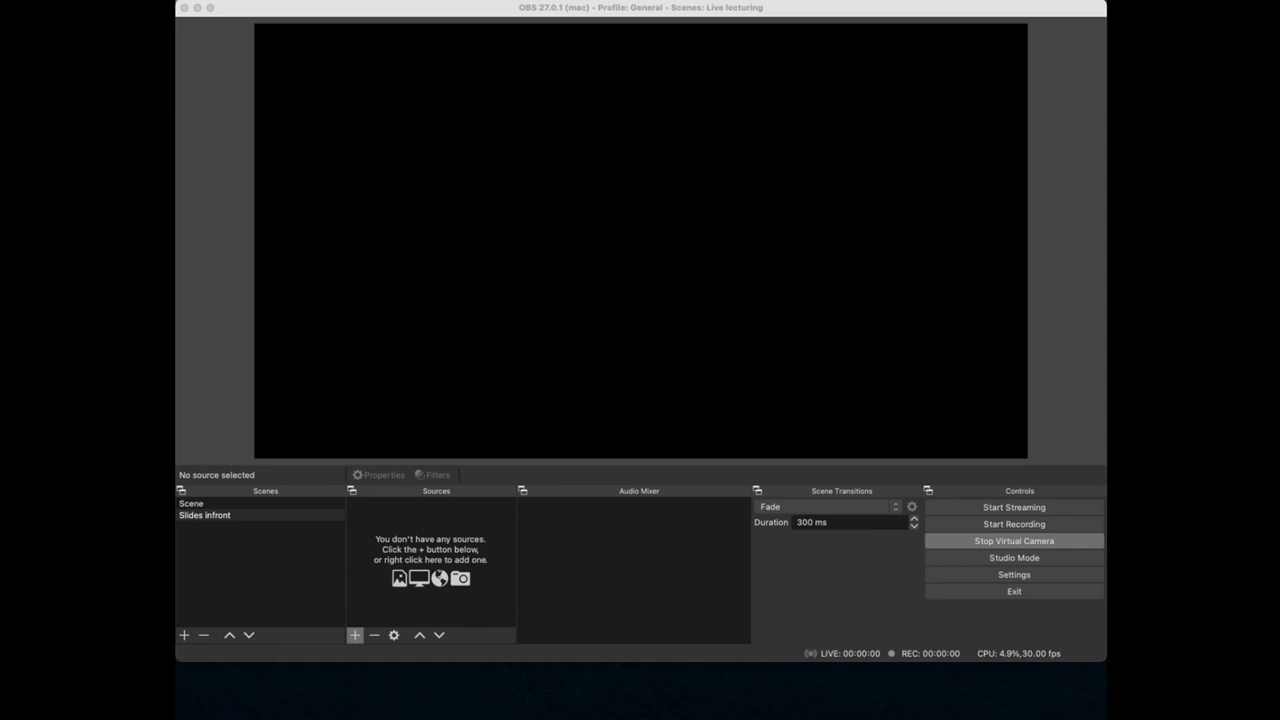 OBS 27.0.1 (mac) - Profile: General - Scenes: Live lecturing
No source selected
Properties
Filters
Scenes
Sources
Audio Mixer
Scene Transitions
Controls
Scene
Slides infront
You don't have any sources.
Click the + button below,
or right click here to add one.
Fade
Duration 300 ms
Start Streaming
Start Recording
Stop Virtual Camera
Studio Mode
Settings
Exit
LIVE: 00:00:00
REC: 00:00:00
CPU: 4.9%,30.00 fps